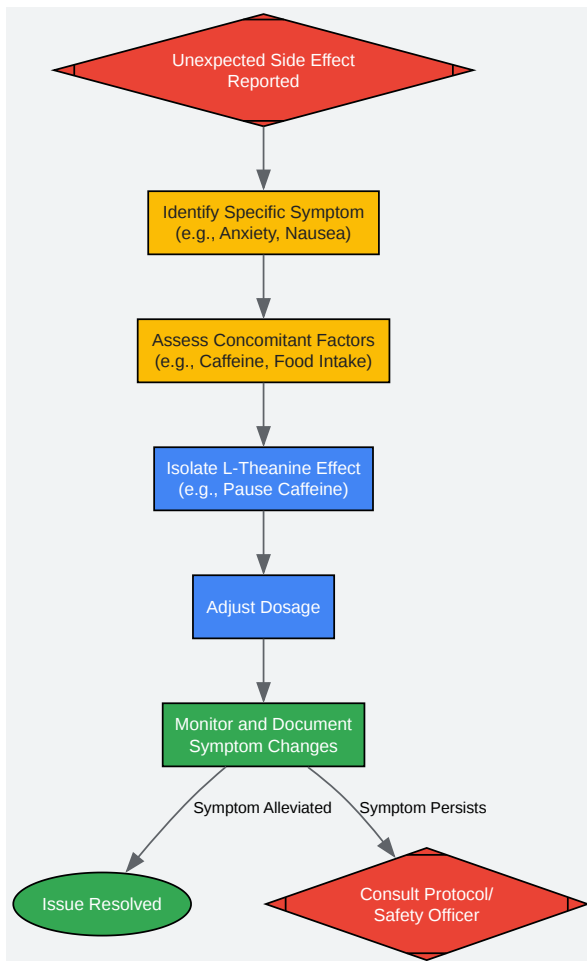 Unexpected Side Effect
Reported
Identify Specific Symptom
(e.g., Anxiety, Nausea)
Assess Concomitant Factors
(e.g., Caffeine, Food Intake)
Isolate L-Theanine Effect
(e.g., Pause Caffeine)
Adjust Dosage
Monitor and Document
Symptom Changes
Symptom Alleviated
Symptom Persists
Issue Resolved
Consult Protocol/
Safety Officer